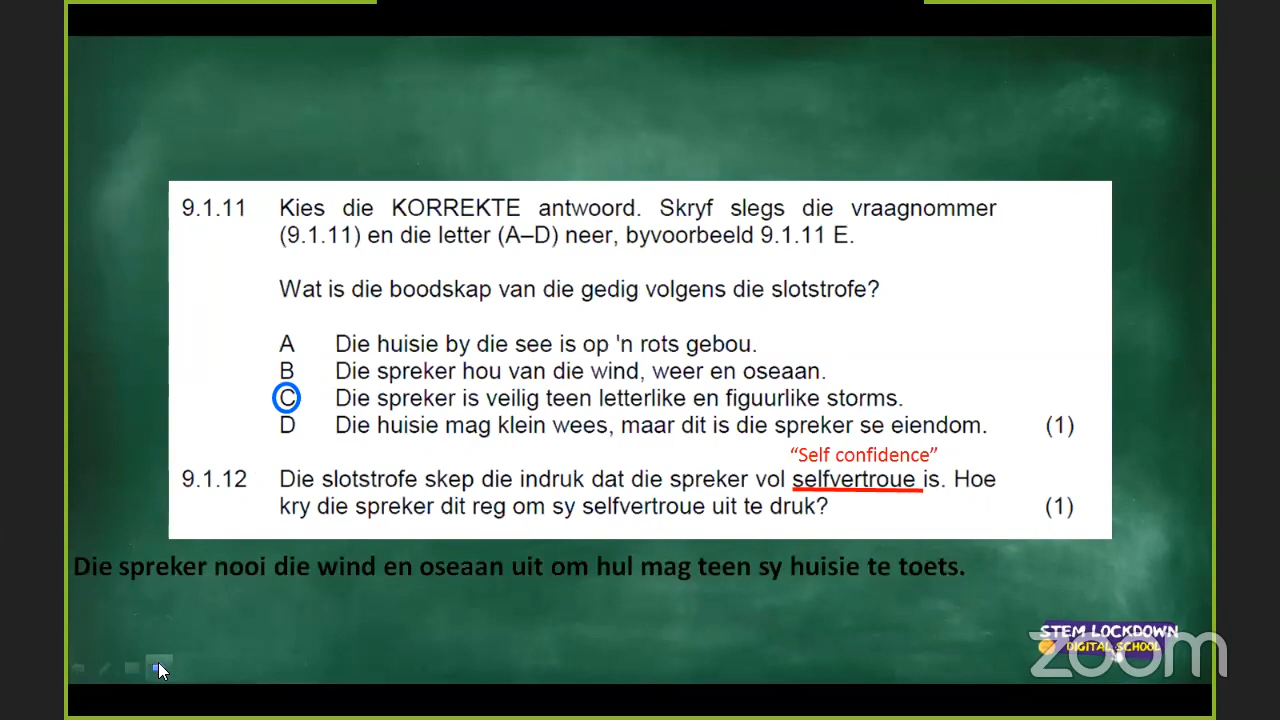 9.1.11 Kies die KORREKTE antwoord. Skryf slegs die vraagnommer
(9.1.11) en die letter (A–D) neer, byvoorbeeld 9.1.11 E.
Wat is die boodskap van die gedig volgens die slotstrofe?
A Die huisie by die see is op 'n rots gebou.
B Die spreker hou van die wind, weer en oseaan.
C Die spreker is veilig teen letterlike en figuurlike storms.
D Die huisie mag klein wees, maar dit is die spreker se eiendom. (1)
“Self confidence”
9.1.12 Die slotstrofe skep die indruk dat die spreker vol selfvertroue is. Hoe
kry die spreker dit reg om sy selfvertroue uit te druk? (1)
Die spreker nooi die wind en oseaan uit om hul mag teen sy huisie te toets.
STEM LOCKDOWN
DIGITAL SCHOOL
zoom